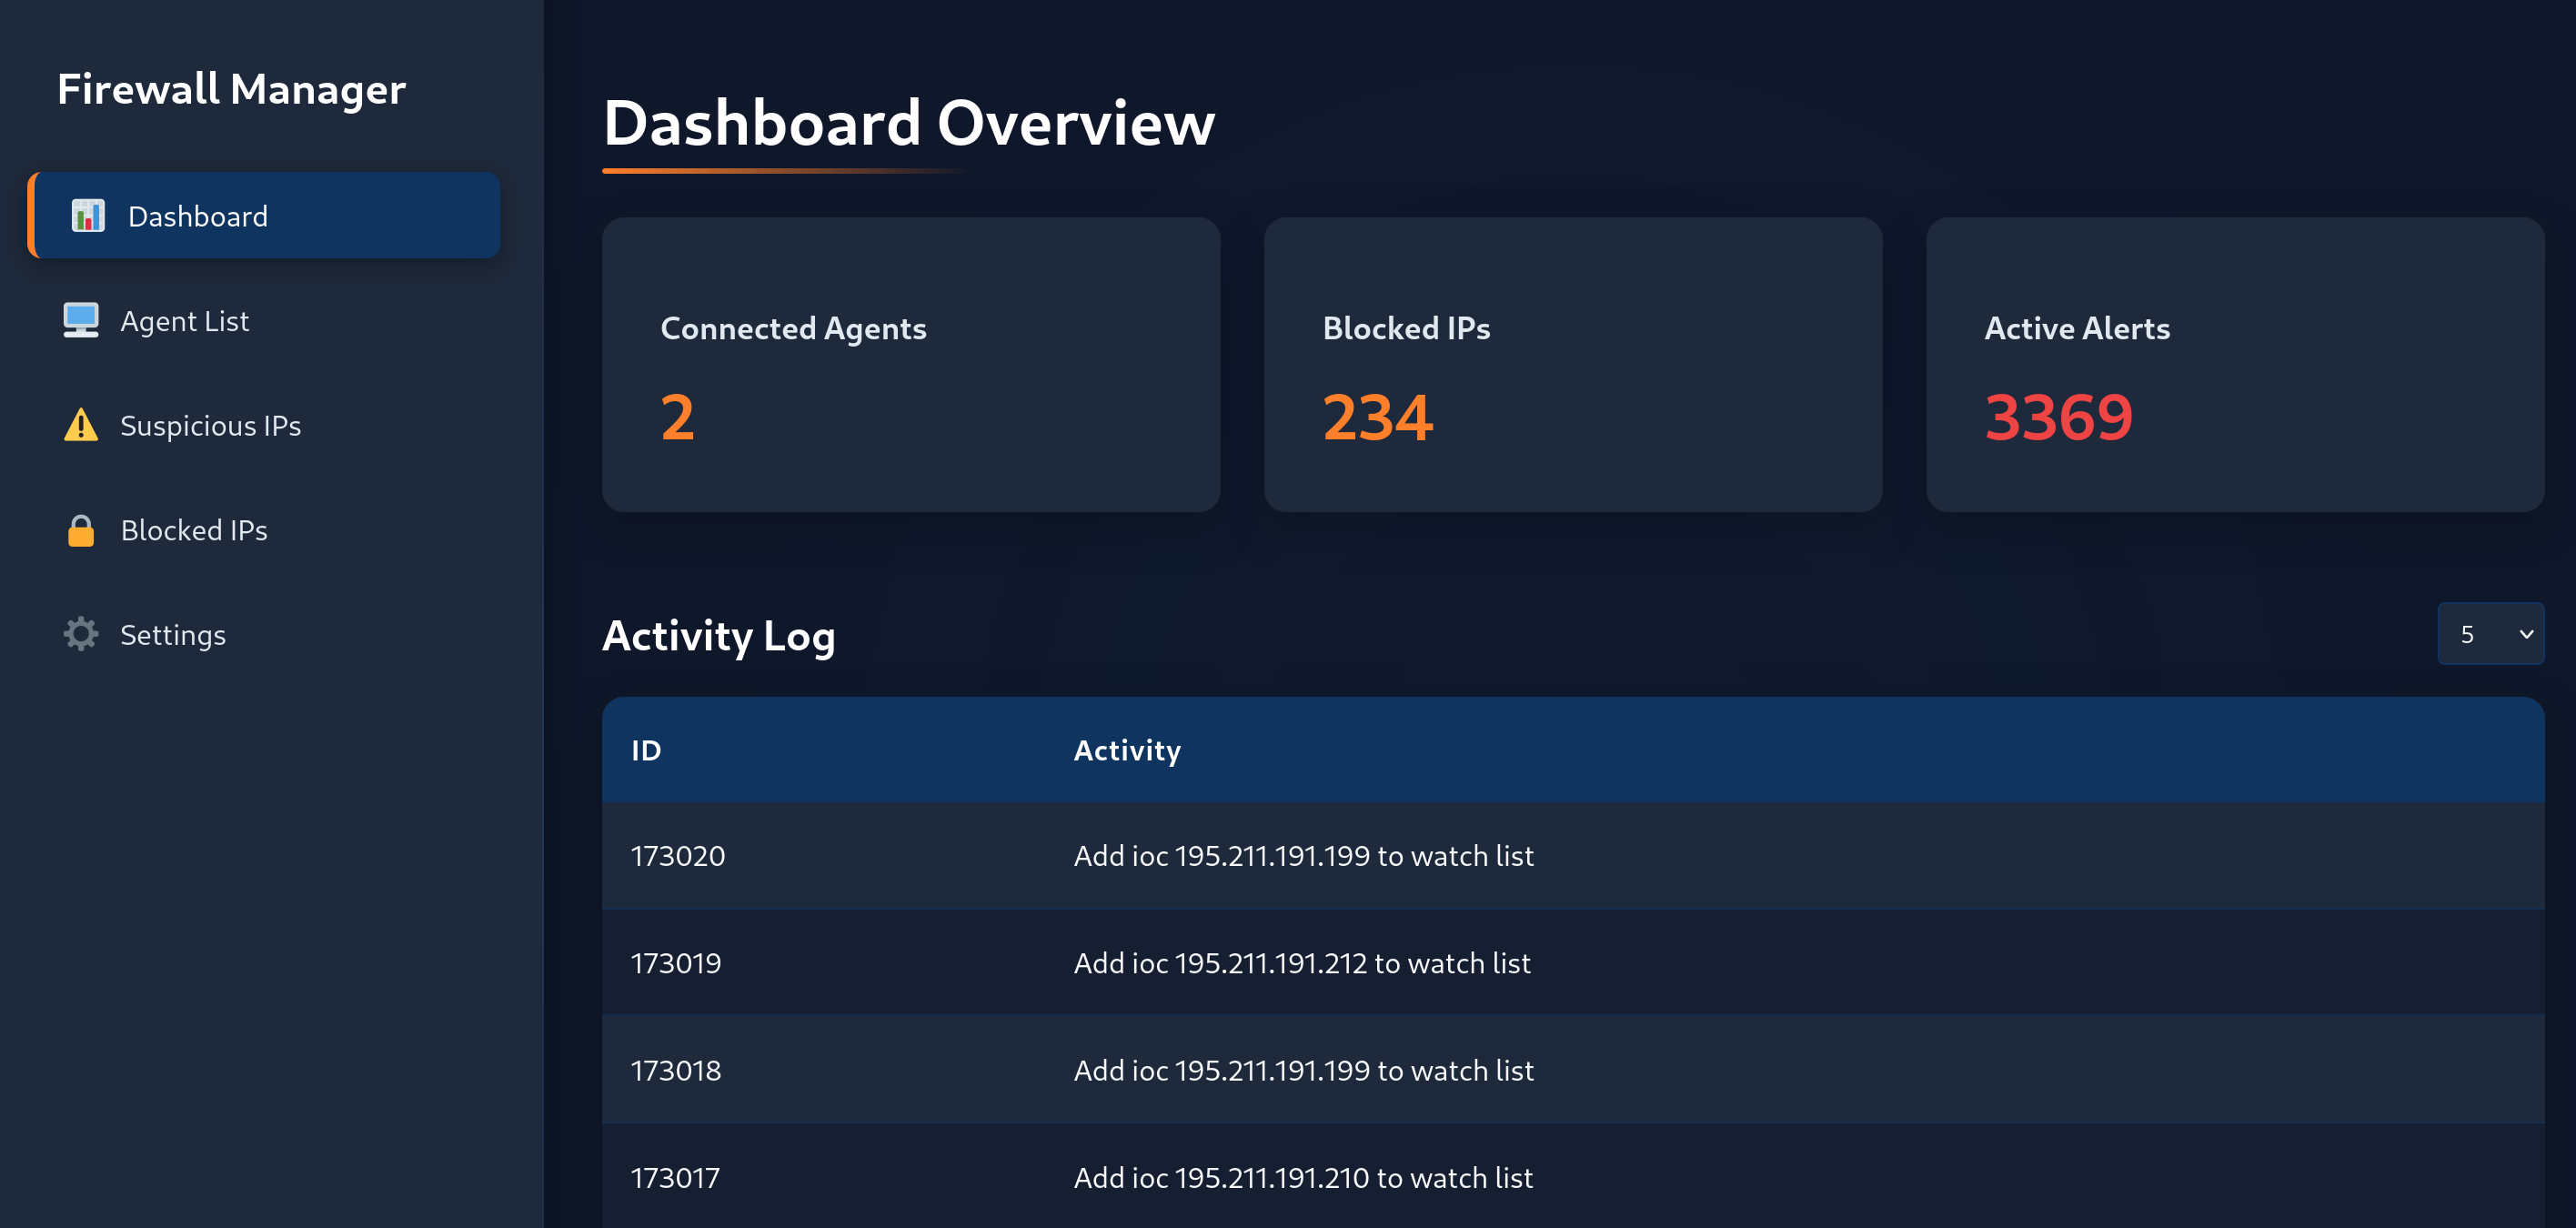 Firewall Manager
Dashboard
Agent List
Suspicious IPs
Blocked IPs
Settings
Dashboard Overview
Connected Agents
2
Blocked IPs
234
Active Alerts
3369
Activity Log
5
ID Activity
173020 Add ioc 195.211.191.199 to watch list
173019 Add ioc 195.211.191.212 to watch list
173018 Add ioc 195.211.191.199 to watch list
173017 Add ioc 195.211.191.210 to watch list